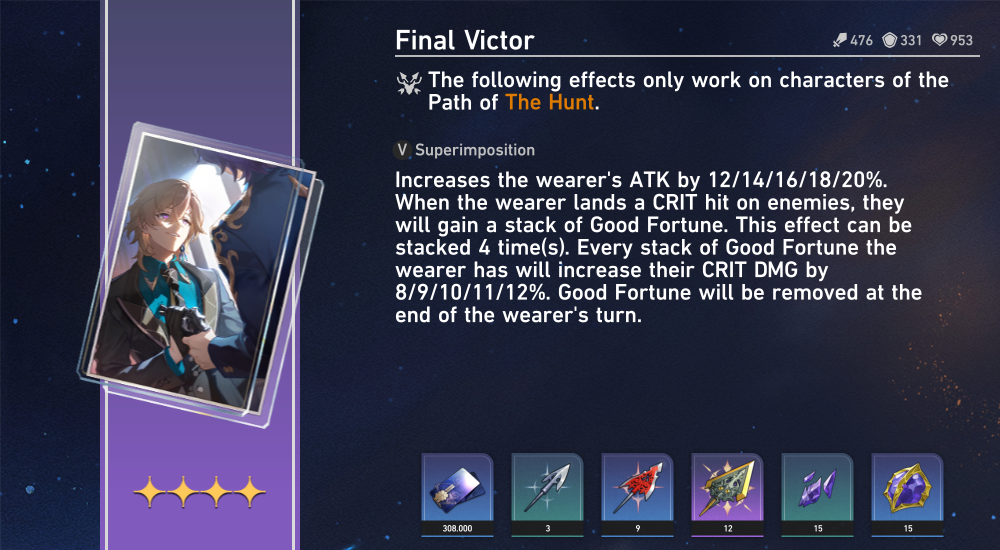 Final Victor
476 331 953
The following effects only work on characters of the
Path of The Hunt.
V Superimposition
Increases the wearer's ATK by 12/14/16/18/20%.
When the wearer lands a CRIT hit on enemies, they
will gain a stack of Good Fortune. This effect can be
stacked 4 time(s). Every stack of Good Fortune the
wearer has will increase their CRIT DMG by
8/9/10/11/12%. Good Fortune will be removed at the
end of the wearer's turn.
308.000 3 9 12 15 15